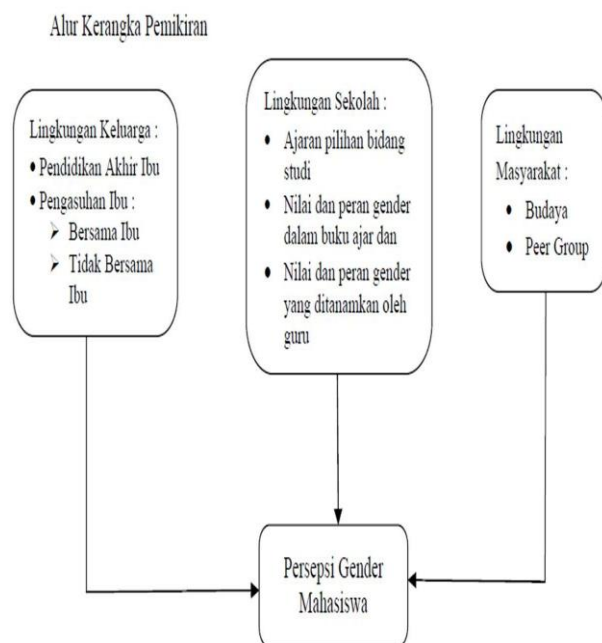 Alur Kerangka Pemikiran
Lingkungan Keluarga :
• Pendidikan Akhir Ibu
• Pengasuhan Ibu :
➢ Bersama Ibu
➢ Tidak Bersama
Ibu
Lingkungan Sekolah :
• Ajaran pilihan bidang
studi
• Nilai dan peran gender
dalam buku ajar dan
• Nilai dan peran gender
yang ditanamkan oleh
guru
Lingkungan
Masyarakat :
• Budaya
• Peer Group
Persepsi Gender
Mahasiswa